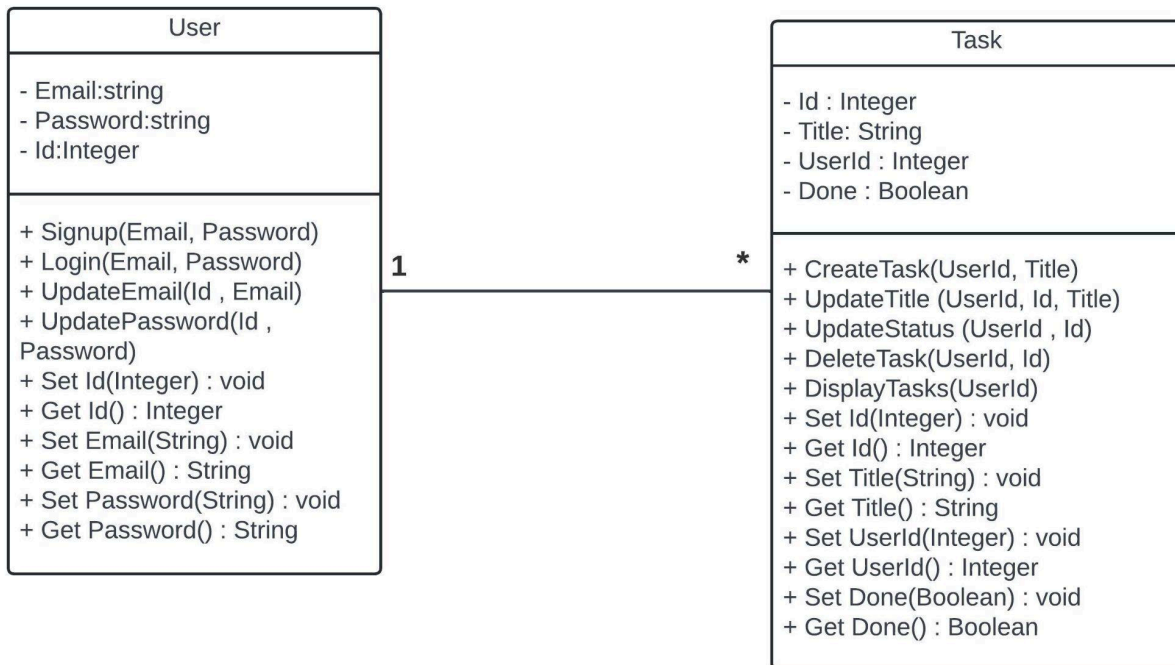 User
- Email:string
- Password:string
- Id:Integer
+ Signup(Email, Password)
+ Login(Email, Password)
+ UpdateEmail(Id , Email)
+ UpdatePassword(Id ,
Password)
+ Set Id(Integer) : void
+ Get Id() : Integer
+ Set Email(String) : void
+ Get Email() : String
+ Set Password(String) : void
+ Get Password() : String
1
*
Task
- Id : Integer
- Title: String
- UserId : Integer
- Done : Boolean
+ CreateTask(UserId, Title)
+ UpdateTitle (UserId, Id, Title)
+ UpdateStatus (UserId , Id)
+ DeleteTask(UserId, Id)
+ DisplayTasks(UserId)
+ Set Id(Integer) : void
+ Get Id() : Integer
+ Set Title(String) : void
+ Get Title() : String
+ Set UserId(Integer) : void
+ Get UserId() : Integer
+ Set Done(Boolean) : void
+ Get Done() : Boolean